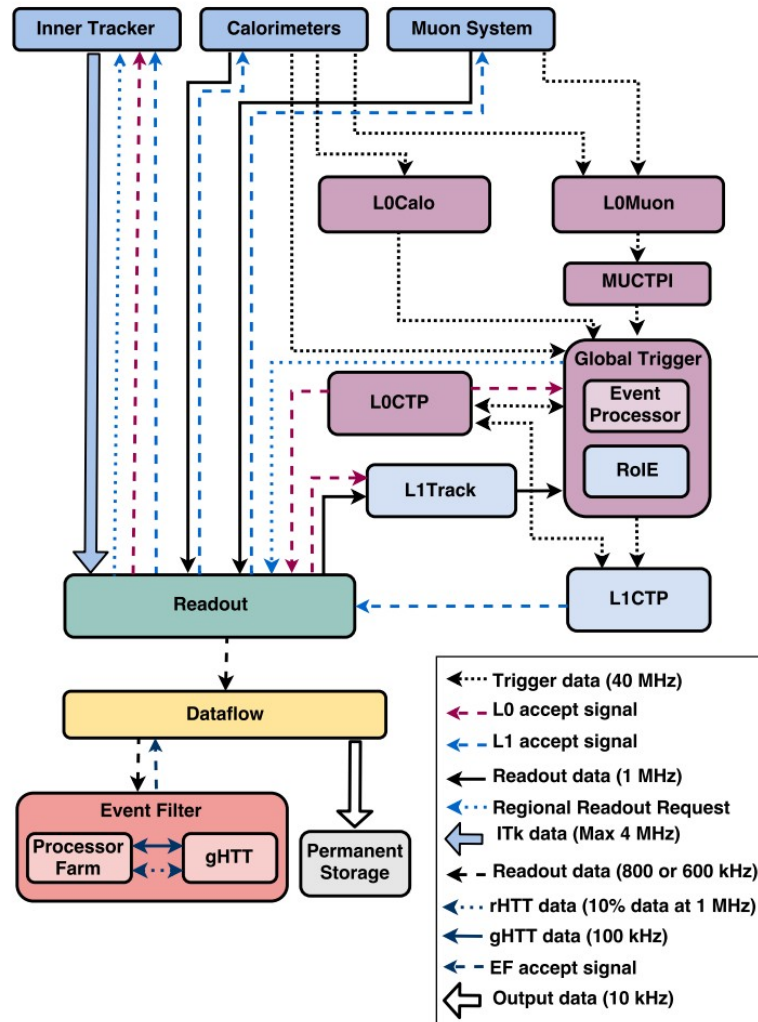 Inner Tracker
Calorimeters
Muon System
L0Calo
L0Muon
MUCTPI
Global Trigger
Event
Processor
RoIE
L0CTP
L1Track
L1CTP
Readout
Dataflow
Event Filter
Processor
Farm
gHTT
Permanent
Storage
Trigger data (40 MHz)
L0 accept signal
L1 accept signal
Readout data (1 MHz)
Regional Readout Request
ITk data (Max 4 MHz)
Readout data (800 or 600 kHz)
rHTT data (10% data at 1 MHz)
gHTT data (100 kHz)
EF accept signal
Output data (10 kHz)